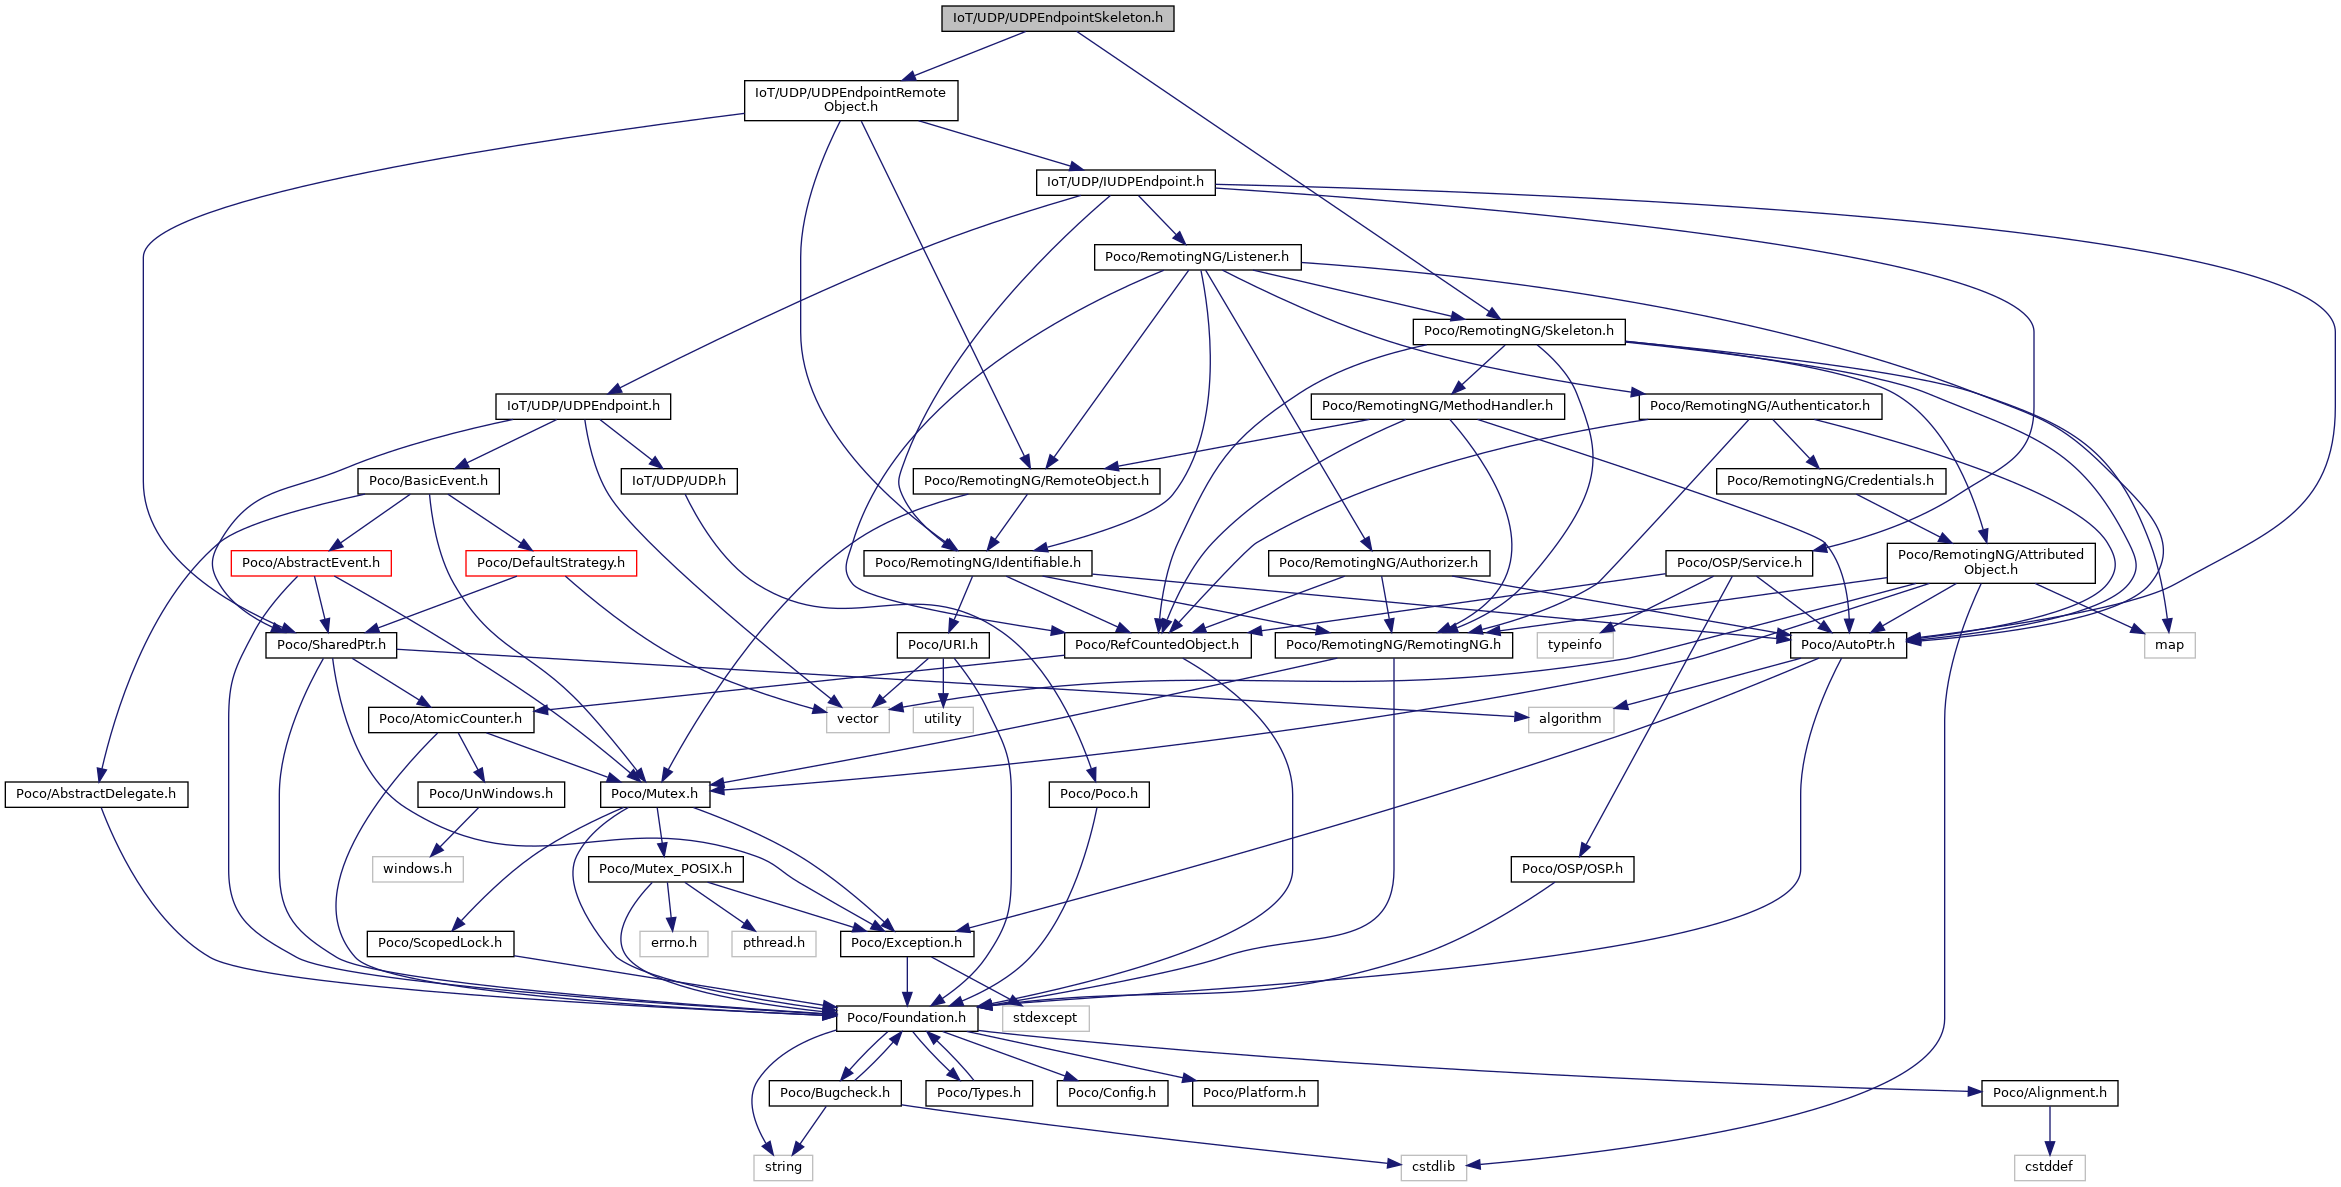 IoT/UDP/UDPEndpointSkeleton.h
IoT/UDP/UDPEndpointRemote
Object.h
IoT/UDP/IUDPEndpoint.h
Poco/RemotingNG/Listener.h
Poco/RemotingNG/Skeleton.h
IoT/UDP/UDPEndpoint.h
Poco/RemotingNG/MethodHandler.h
Poco/RemotingNG/Authenticator.h
Poco/BasicEvent.h
IoT/UDP/UDP.h
Poco/RemotingNG/RemoteObject.h
Poco/RemotingNG/Credentials.h
Poco/AbstractEvent.h
Poco/DefaultStrategy.h
Poco/RemotingNG/Identifiable.h
Poco/RemotingNG/Authorizer.h
Poco/OSP/Service.h
Poco/RemotingNG/Attributed
Object.h
Poco/SharedPtr.h
Poco/URI.h
Poco/RefCountedObject.h
Poco/RemotingNG/RemotingNG.h
typeinfo
Poco/AutoPtr.h
map
Poco/AtomicCounter.h
vector
utility
algorithm
Poco/AbstractDelegate.h
Poco/UnWindows.h
Poco/Mutex.h
Poco/Poco.h
windows.h
Poco/Mutex_POSIX.h
Poco/OSP/OSP.h
Poco/ScopedLock.h
errno.h
pthread.h
Poco/Exception.h
Poco/Foundation.h
stdexcept
Poco/Bugcheck.h
Poco/Types.h
Poco/Config.h
Poco/Platform.h
Poco/Alignment.h
string
cstdlib
cstddef